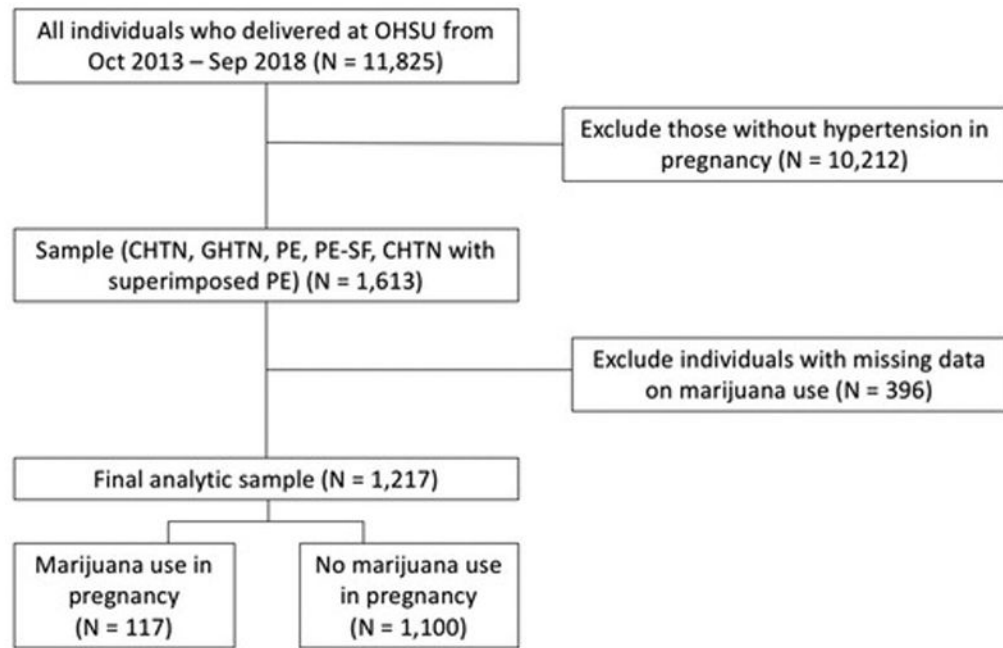 All individuals who delivered at OHSU from
Oct 2013 – Sep 2018 (N = 11,825)
Exclude those without hypertension in
pregnancy (N = 10,212)
Sample (CHTN, GHTN, PE, PE-SF, CHTN with
superimposed PE) (N = 1,613)
Exclude individuals with missing data
on marijuana use (N = 396)
Final analytic sample (N = 1,217)
Marijuana use in
pregnancy
(N = 117)
No marijuana use
in pregnancy
(N = 1,100)